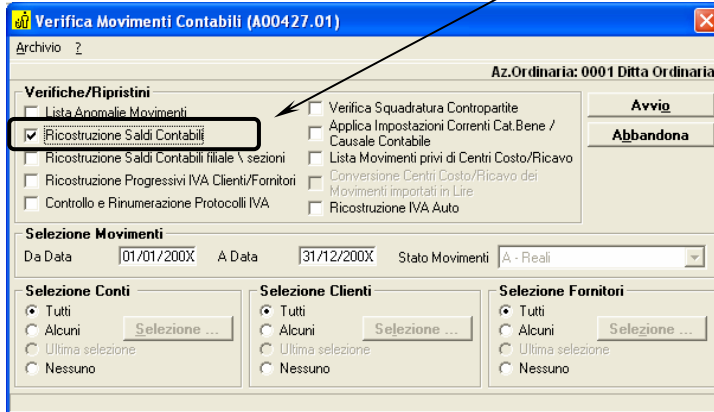 Verifica Movimenti Contabili (A00427.01)
Archivio ?
Az.Ordinaria: 0001 Ditta Ordinaria
Verifiche/Ripristini
Lista Anomalie Movimenti
Ricostruzione Saldi Contabili
Ricostruzione Saldi Contabili filiale \ sezioni
Ricostruzione Progressivi IVA Clienti/Fornitori
Controllo e Rinumerazione Protocolli IVA
Verifica Squadratura Contropartite
Applica Impostazioni Correnti Cat.Bene /
Causale Contabile
Lista Movimenti privi di Centri Costo/Ricavo
Conversione Centri Costo/Ricavo dei
Movimenti importati in Lire
Ricostruzione IVA Auto
Avvio
Abbandona
Selezione Movimenti
Da Data 01/01/200X A Data 31/12/200X Stato Movimenti A - Reali
Selezione Conti
Tutti
Alcuni Selezione ...
Ultima selezione
Nessuno
Selezione Clienti
Tutti
Alcuni Selezione ...
Ultima selezione
Nessuno
Selezione Fornitori
Tutti
Alcuni Selezione ...
Ultima selezione
Nessuno